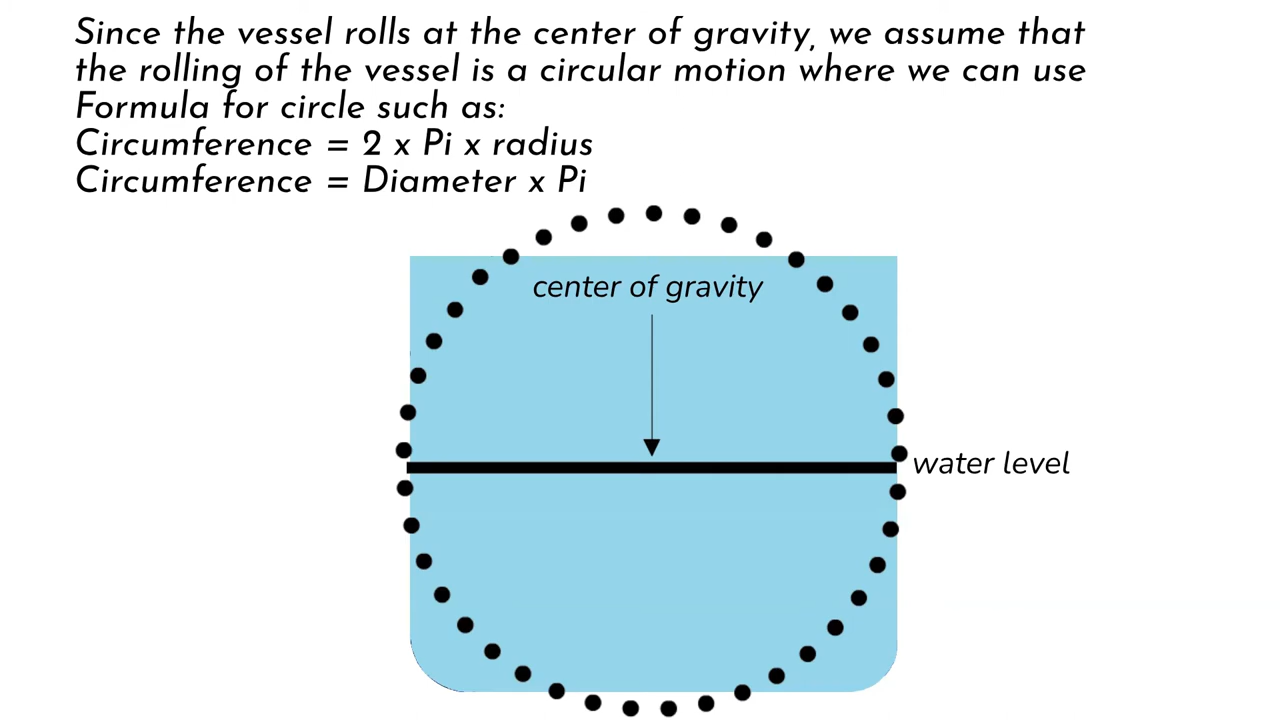 Since the vessel rolls at the center of gravity, we assume that
the rolling of the vessel is a circular motion where we can use
Formula for circle such as:
Circumference = 2 x Pi x radius
Circumference = Diameter x Pi
center of gravity
water level